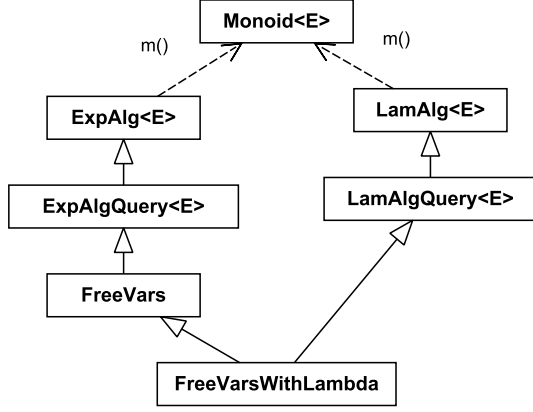 Monoid<E>
m()
m()
ExpAlg<E>
LamAlg<E>
ExpAlgQuery<E>
LamAlgQuery<E>
FreeVars
FreeVarsWithLambda